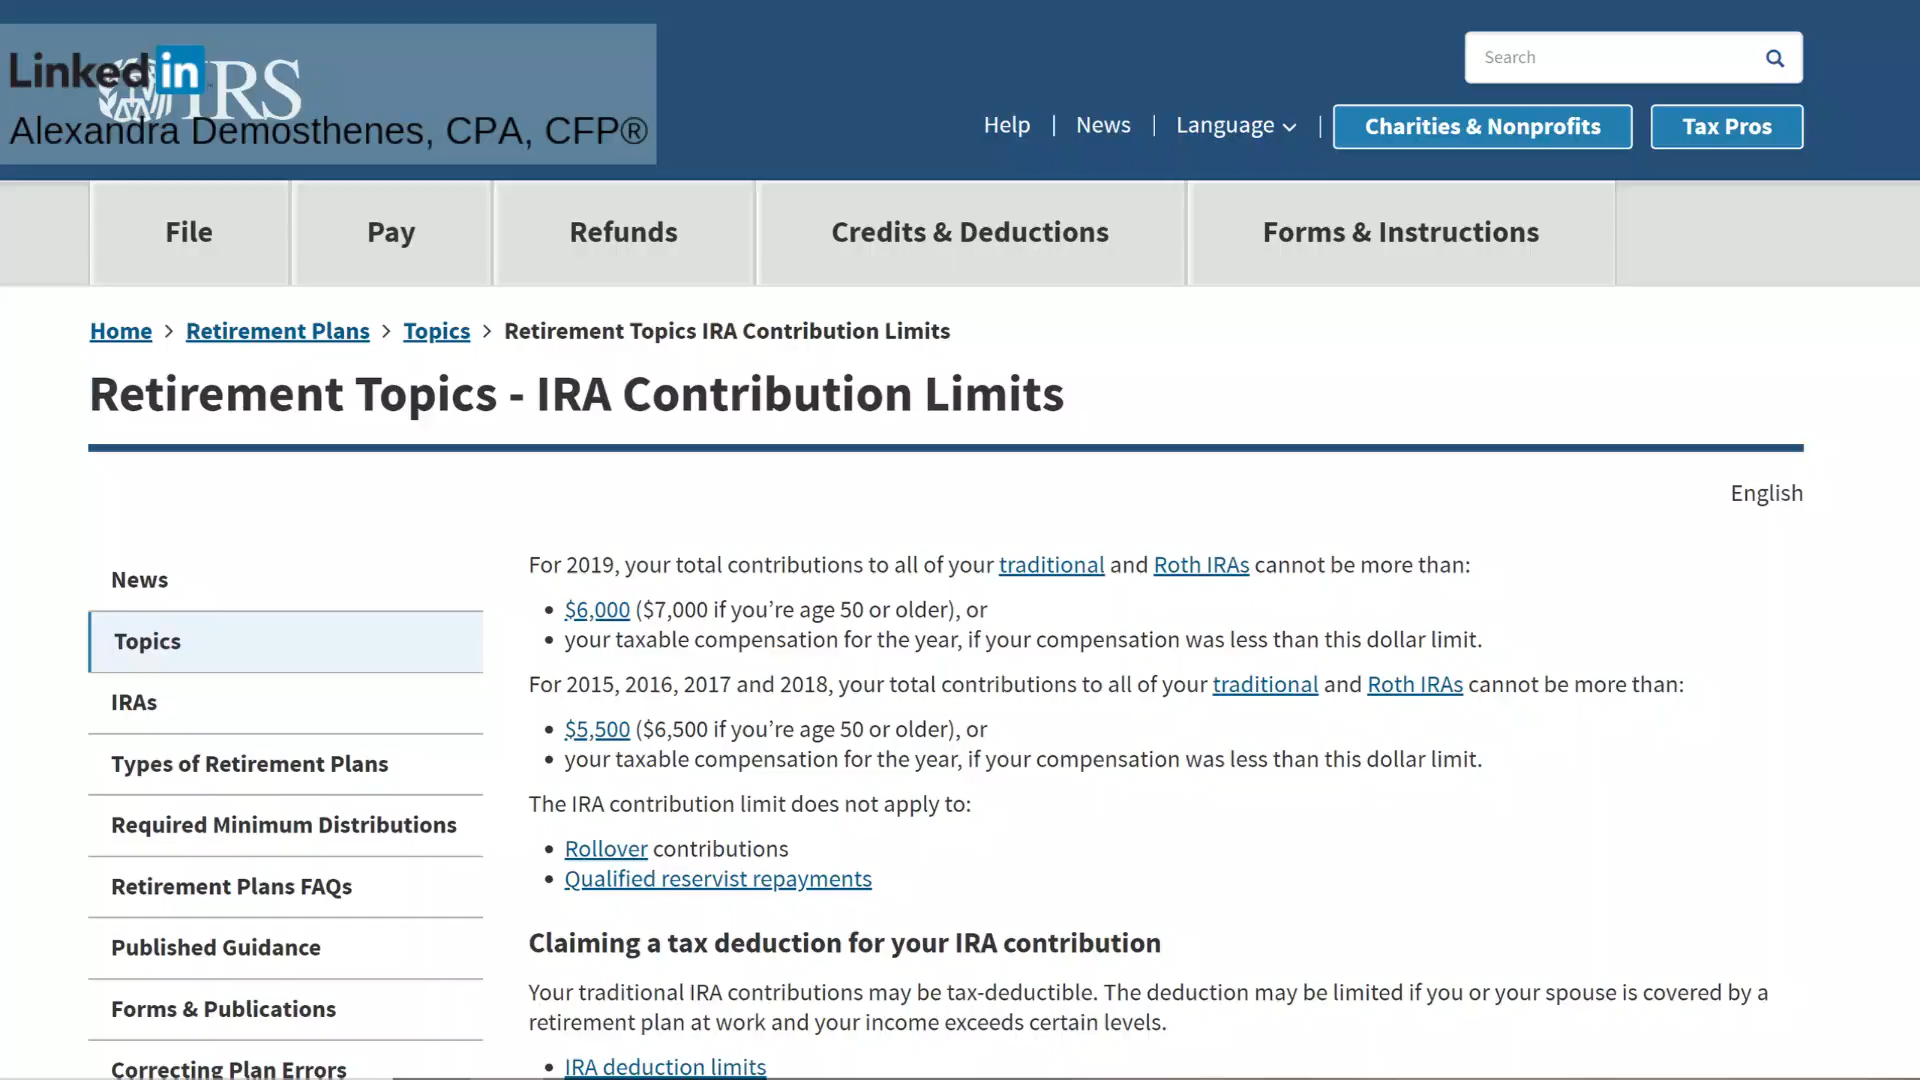 Linked in
IRS
Alexandra Demosthenes, CPA, CFP®
Search
Help | News | Language | Charities & Nonprofits Tax Pros
File Pay Refunds Credits & Deductions Forms & Instructions
Home > Retirement Plans > Topics > Retirement Topics IRA Contribution Limits
Retirement Topics - IRA Contribution Limits
English
News
Topics
IRAs
Types of Retirement Plans
Required Minimum Distributions
Retirement Plans FAQs
Published Guidance
Forms & Publications
Correcting Plan Errors
For 2019, your total contributions to all of your traditional and Roth IRAs cannot be more than:
• $6,000 ($7,000 if you’re age 50 or older), or
• your taxable compensation for the year, if your compensation was less than this dollar limit.
For 2015, 2016, 2017 and 2018, your total contributions to all of your traditional and Roth IRAs cannot be more than:
• $5,500 ($6,500 if you’re age 50 or older), or
• your taxable compensation for the year, if your compensation was less than this dollar limit.
The IRA contribution limit does not apply to:
• Rollover contributions
• Qualified reservist repayments
Claiming a tax deduction for your IRA contribution
Your traditional IRA contributions may be tax-deductible. The deduction may be limited if you or your spouse is covered by a
retirement plan at work and your income exceeds certain levels.
• IRA deduction limits